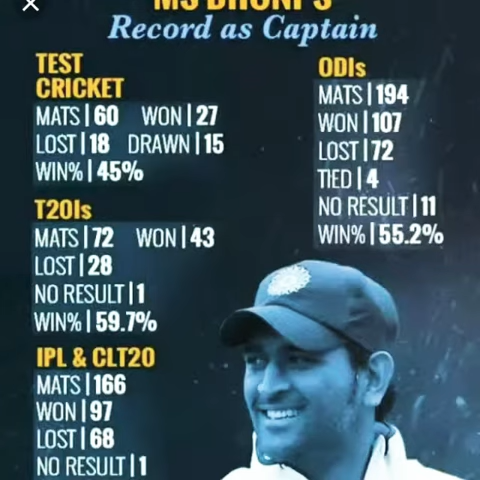 MS DHONI'S
Record as Captain
TEST
CRICKET
MATS | 60 WON | 27
LOST | 18 DRAWN | 15
WIN% | 45%
T20Is
MATS | 72 WON | 43
LOST | 28
NO RESULT | 1
WIN% | 59.7%
IPL & CLT20
MATS | 166
WON | 97
LOST | 68
NO RESULT | 1
ODIs
MATS | 194
WON | 107
LOST | 72
TIED | 4
NO RESULT | 11
WIN% | 55.2%